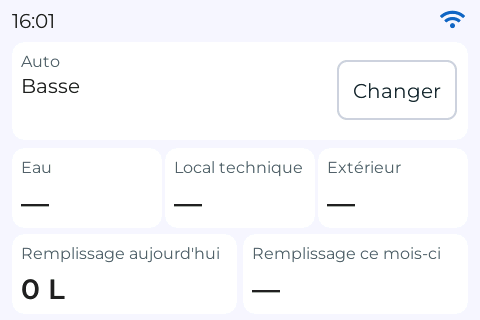 16:01
Auto
Basse
Changer
Eau
Local technique
Extérieur
—
—
—
Remplissage aujourd'hui
Remplissage ce mois-ci
0 L
—